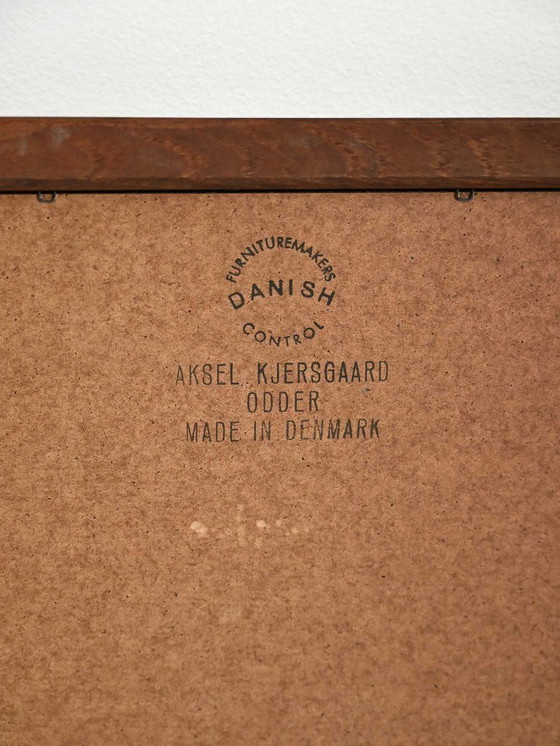 FURNITUREMAKERS
DANISH
CONTROL
AKSEL KJERSGAARD
ODDER
MADE IN DENMARK